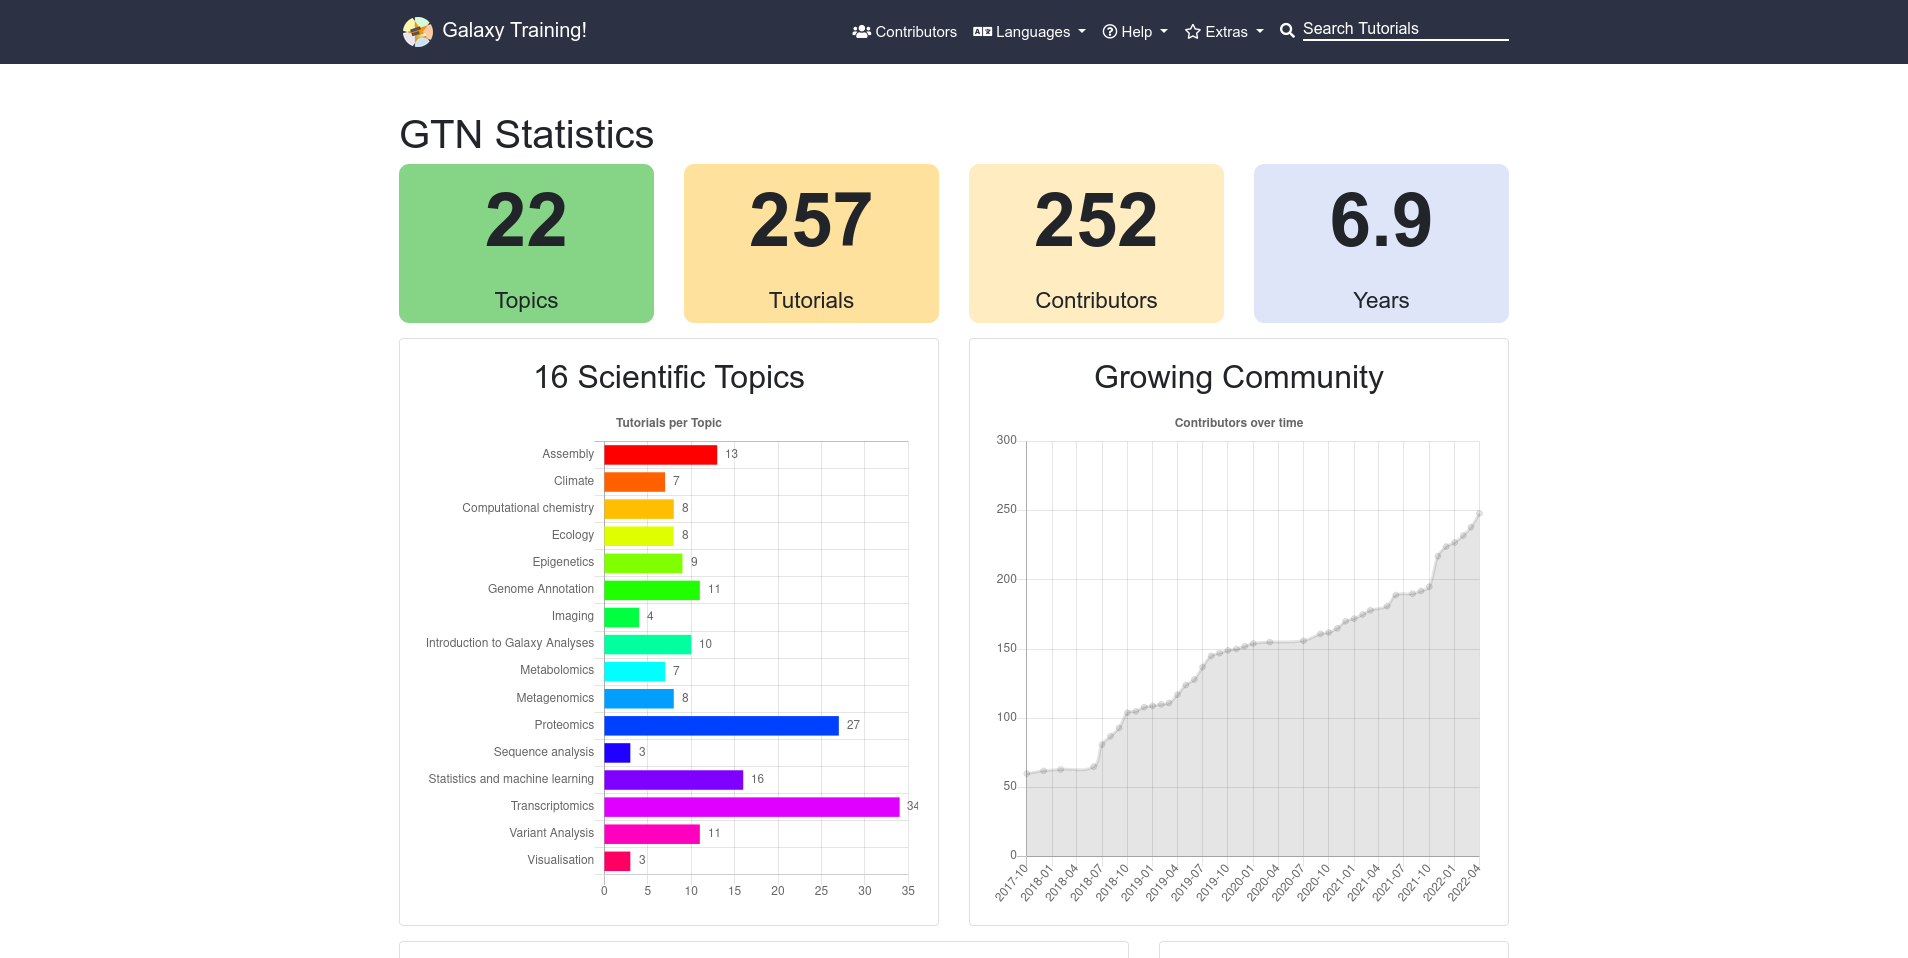 Galaxy Training!
Contributors Languages Help Extras Search Tutorials
GTN Statistics
22
Topics
257
Tutorials
252
Contributors
6.9
Years
16 Scientific Topics
Tutorials per Topic
Assembly 13
Climate 7
Computational chemistry 8
Ecology 8
Epigenetics 9
Genome Annotation 11
Imaging 4
Introduction to Galaxy Analyses 10
Metabolomics 7
Metagenomics 8
Proteomics 27
Sequence analysis 3
Statistics and machine learning 16
Transcriptomics 34
Variant Analysis 11
Visualisation 3
0 5 10 15 20 25 30 35
Growing Community
Contributors over time
300
250
200
150
100
50
0
2017-10 2018-01 2018-04 2018-07 2018-10 2019-01 2019-04 2019-07 2019-10 2020-01 2020-04 2020-07 2020-10 2021-01 2021-04 2021-07 2021-10 2022-01 2022-04